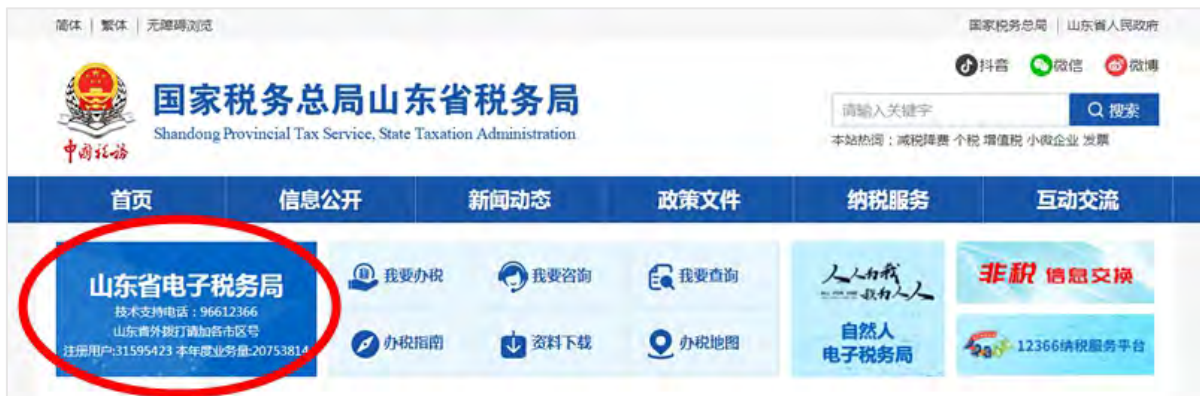 简体 | 繁体 | 无障碍浏览
国家税务总局 | 山东省人民政府
抖音 微信 微博
中国税务
国家税务总局山东省税务局
Shandong Provincial Tax Service, State Taxation Administration
请输入关键字
搜索
本站热词：减税降费 个税 增值税 小微企业 发票
首页 信息公开 新闻动态 政策文件 纳税服务 互动交流
山东省电子税务局
技术支持电话：96612366
山东省外拨打请加各市区号
注册用户:31595423 本年度业务量:20753814
我要办税 我要咨询 我要查询
办税指南 资料下载 办税地图
人人为我
我为人人
自然人
电子税务局
非税 信息交换
12366纳税服务平台